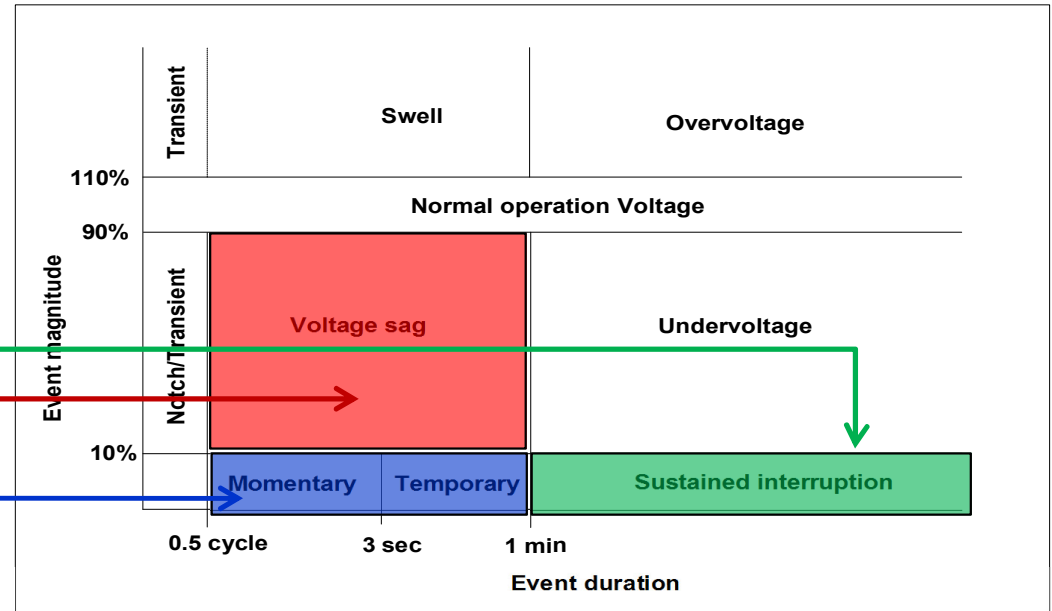 Transient
Swell
Overvoltage
110%
Normal operation Voltage
90%
Event magnitude
Notch/Transient
Voltage sag
Undervoltage
10%
Momentary
Temporary
Sustained interruption
0.5 cycle
3 sec
1 min
Event duration